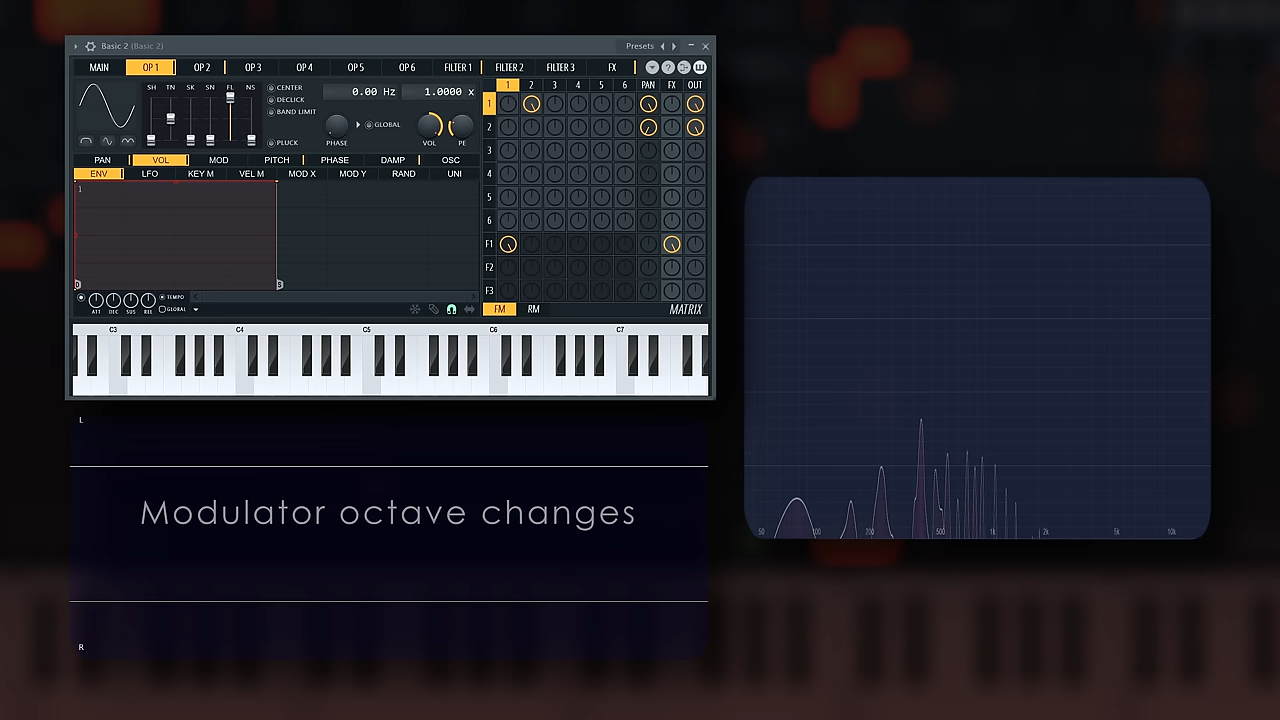 Basic 2 (Basic 2) Presets
MAIN OP 1 OP 2 OP 3 OP 4 OP 5 OP 6 FILTER 1 FILTER 2 FILTER 3 FX
SH TN SK SN FL NS
CENTER
DECLICK
BAND LIMIT
PLUCK
0.00 Hz 1.0000 x
PHASE GLOBAL VOL PE
PAN VOL MOD PITCH PHASE DAMP OSC
ENV LFO KEY M VEL M MOD X MOD Y RAND UNI
1
ATT DEC SUS REL TEMPO
GLOBAL
1 2 3 4 5 6 PAN FX OUT
1
2
3
4
5
6
F1
F2
F3
FM RM MATRIX
C3 C4 C5 C6 C7
L
Modulator octave changes
R
50 100 200 500 1k 2k 5k 10k